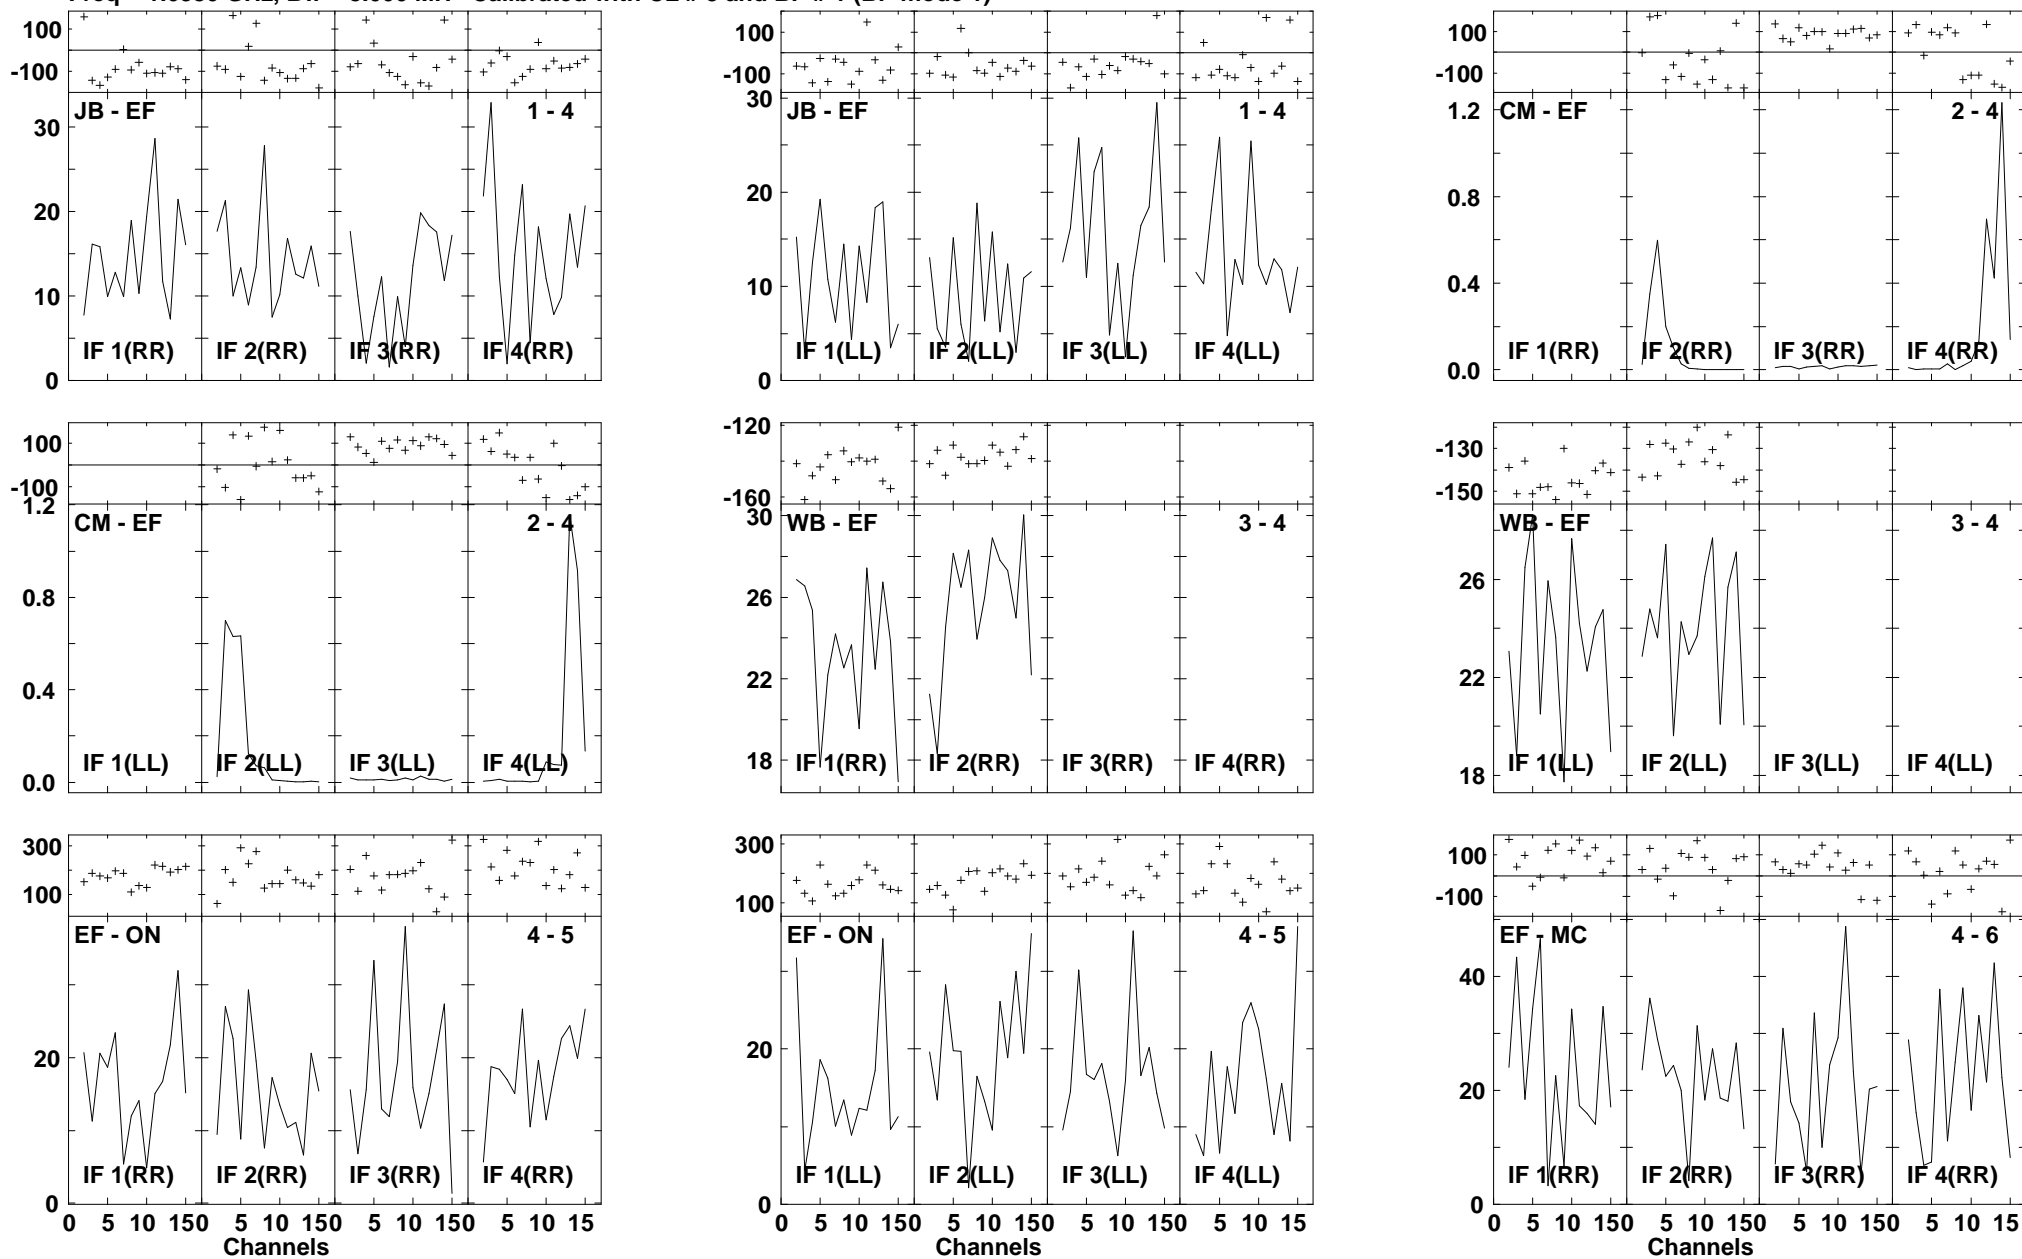 100
-100
JB - EF
1 - 4
30
20
10
0
IF 1(RR)
IF 2(RR)
IF 3(RR)
IF 4(RR)
100
-100
JB - EF
1 - 4
30
20
10
0
IF 1(LL)
IF 2(LL)
IF 3(LL)
IF 4(LL)
100
-100
CM - EF
2 - 4
1.2
0.8
0.4
0.0
IF 1(RR)
IF 2(RR)
IF 3(RR)
IF 4(RR)
100
-100
CM - EF
2 - 4
1.2
0.8
0.4
0.0
IF 1(LL)
IF 2(LL)
IF 3(LL)
IF 4(LL)
-120
-160
WB - EF
3 - 4
30
26
22
18
IF 1(RR)
IF 2(RR)
IF 3(RR)
IF 4(RR)
-130
-150
WB - EF
3 - 4
26
22
18
IF 1(LL)
IF 2(LL)
IF 3(LL)
IF 4(LL)
300
100
EF - ON
4 - 5
20
0
IF 1(RR)
IF 2(RR)
IF 3(RR)
IF 4(RR)
0 5 10 150 5 10 150 5 10 150 5 10 15
Channels
300
100
EF - ON
4 - 5
20
0
IF 1(LL)
IF 2(LL)
IF 3(LL)
IF 4(LL)
0 5 10 150 5 10 150 5 10 150 5 10 15
Channels
100
-100
EF - MC
4 - 6
40
20
0
IF 1(RR)
IF 2(RR)
IF 3(RR)
IF 4(RR)
0 5 10 150 5 10 150 5 10 150 5 10 15
Channels